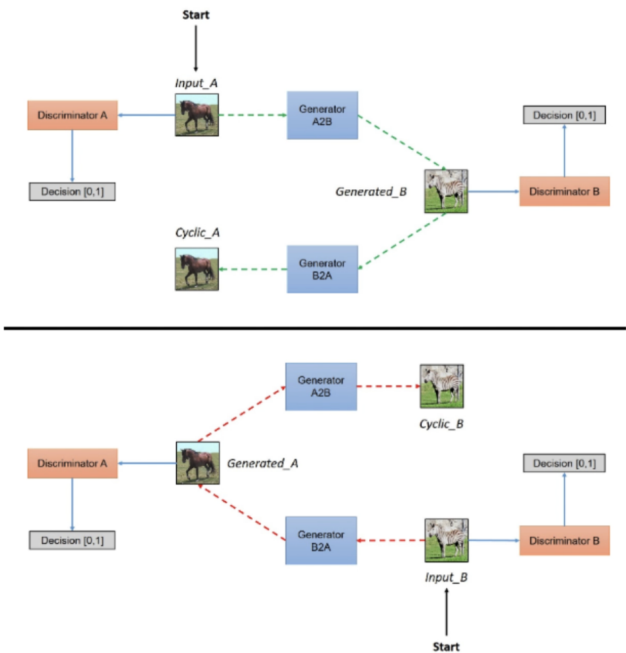 Start
Input_A
Discriminator A
Generator
A2B
Decision [0,1]
Decision [0,1]
Generated_B
Discriminator B
Cyclic_A
Generator
B2A
Generator
A2B
Cyclic_B
Discriminator A
Generated_A
Decision [0,1]
Decision [0,1]
Generator
B2A
Discriminator B
Input_B
Start